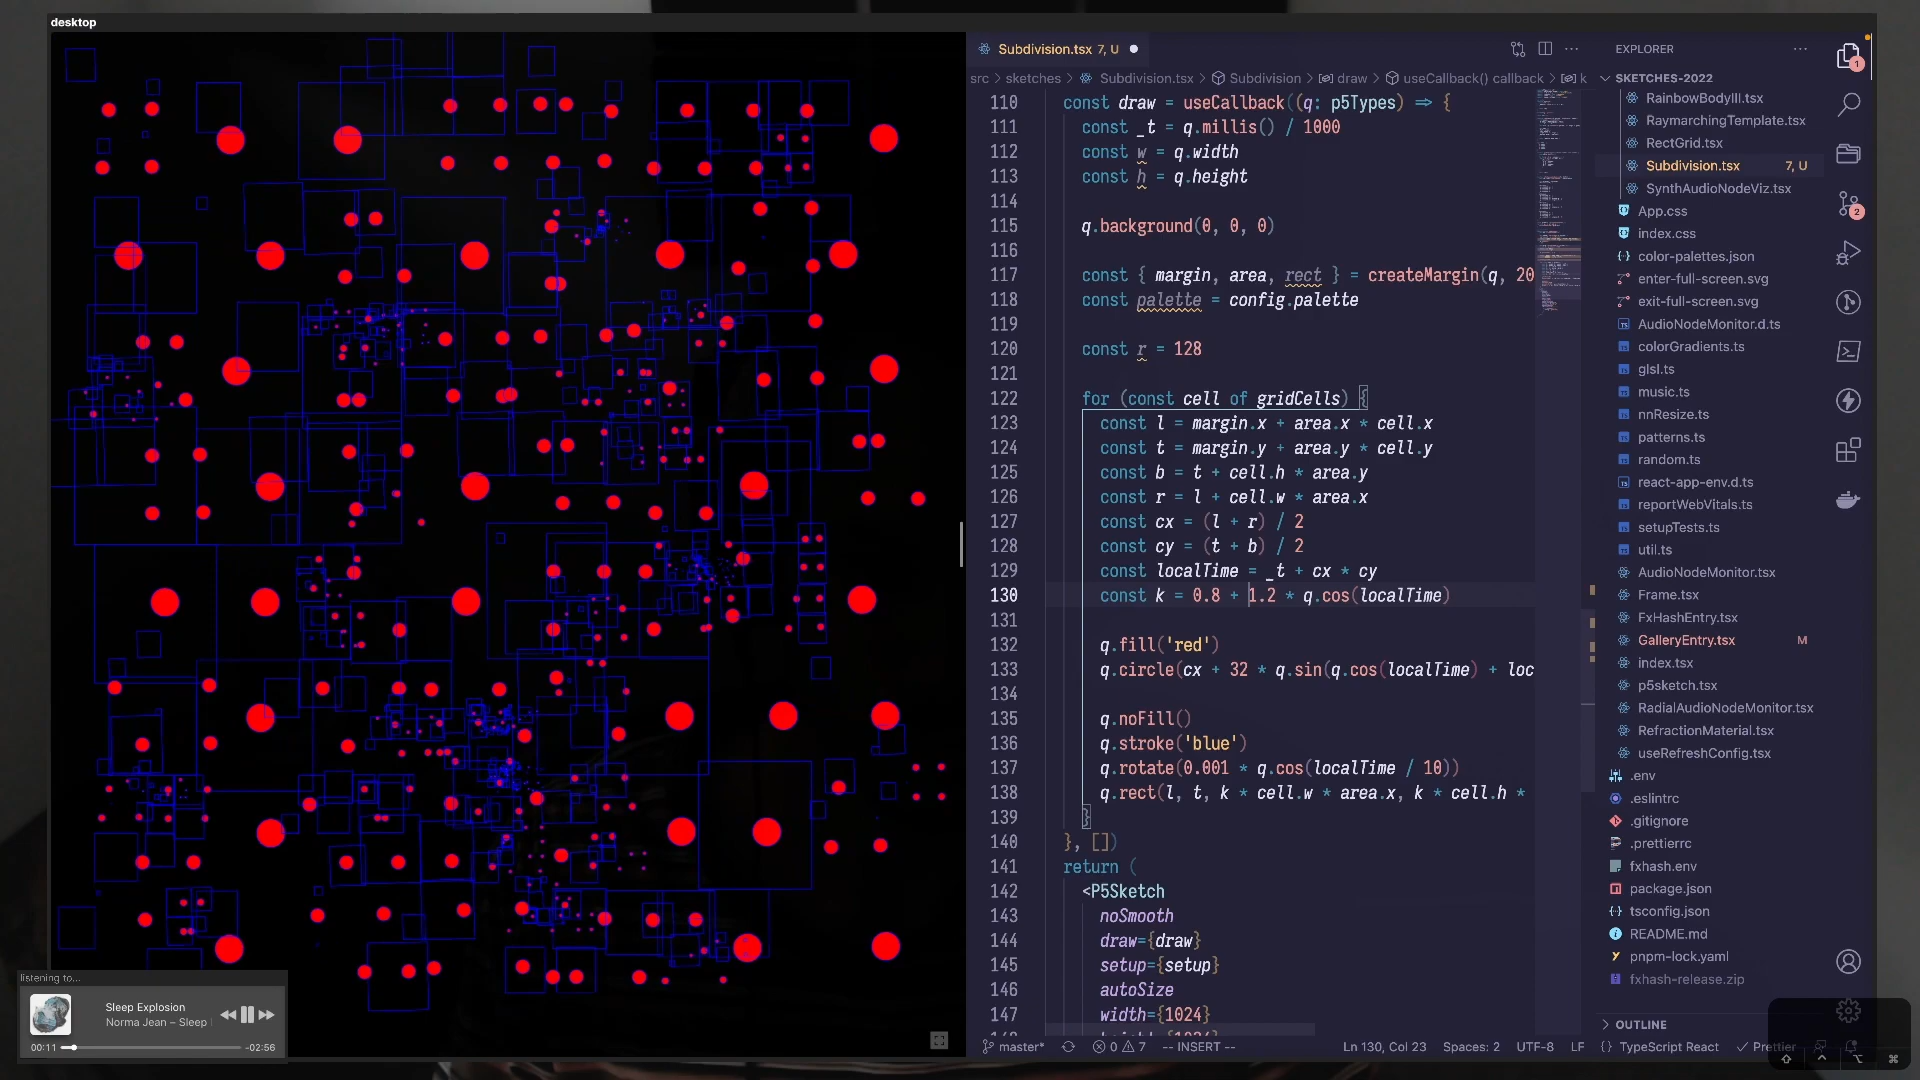 desktop
Subdivision.tsx 7, U
src > sketches > Subdivision.tsx > Subdivision > draw > useCallback() callback > k
110 const draw = useCallback((q: p5Types) => {
111 const _t = q.millis() / 1000
112 const w = q.width
113 const h = q.height
114
115 q.background(0, 0, 0)
116
117 const { margin, area, rect } = createMargin(q, 20
118 const palette = config.palette
119
120 const r = 128
121
122 for (const cell of gridCells) {
123 const l = margin.x + area.x * cell.x
124 const t = margin.y + area.y * cell.y
125 const b = t + cell.h * area.y
126 const r = l + cell.w * area.x
127 const cx = (l + r) / 2
128 const cy = (t + b) / 2
129 const localTime = _t + cx * cy
130 const k = 0.8 + 1.2 * q.cos(localTime)
131
132 q.fill('red')
133 q.circle(cx + 32 * q.sin(q.cos(localTime) + loc
134
135 q.noFill()
136 q.stroke('blue')
137 q.rotate(0.001 * q.cos(localTime / 10))
138 q.rect(l, t, k * cell.w * area.x, k * cell.h *
139 }
140 }, [])
141 return (
142 <P5Sketch
143 noSmooth
144 draw={draw}
145 setup={setup}
146 autoSize
147 width={1024}
EXPLORER
SKETCHES-2022
RainbowBodyIII.tsx
RaymarchingTemplate.tsx
RectGrid.tsx
Subdivision.tsx 7, U
SynthAudioNodeViz.tsx
App.css
index.css
color-palettes.json
enter-full-screen.svg
exit-full-screen.svg
AudioNodeMonitor.d.ts
colorGradients.ts
glsl.ts
music.ts
nnResize.ts
patterns.ts
random.ts
react-app-env.d.ts
reportWebVitals.ts
setupTests.ts
util.ts
AudioNodeMonitor.tsx
Frame.tsx
FxHashEntry.tsx
GalleryEntry.tsx M
index.tsx
p5sketch.tsx
RadialAudioNodeMonitor.tsx
RefractionMaterial.tsx
useRefreshConfig.tsx
.env
.eslintrc
.gitignore
.prettierrc
fxhash.env
package.json
tsconfig.json
README.md
pnpm-lock.yaml
fxhash-release.zip
OUTLINE
1
2
master* 0 7 -- INSERT -- Ln 130, Col 23 Spaces: 2 UTF-8 LF TypeScript React Prettier
listening to...
Sleep Explosion
Norma Jean – Sleep
00:11 -02:56